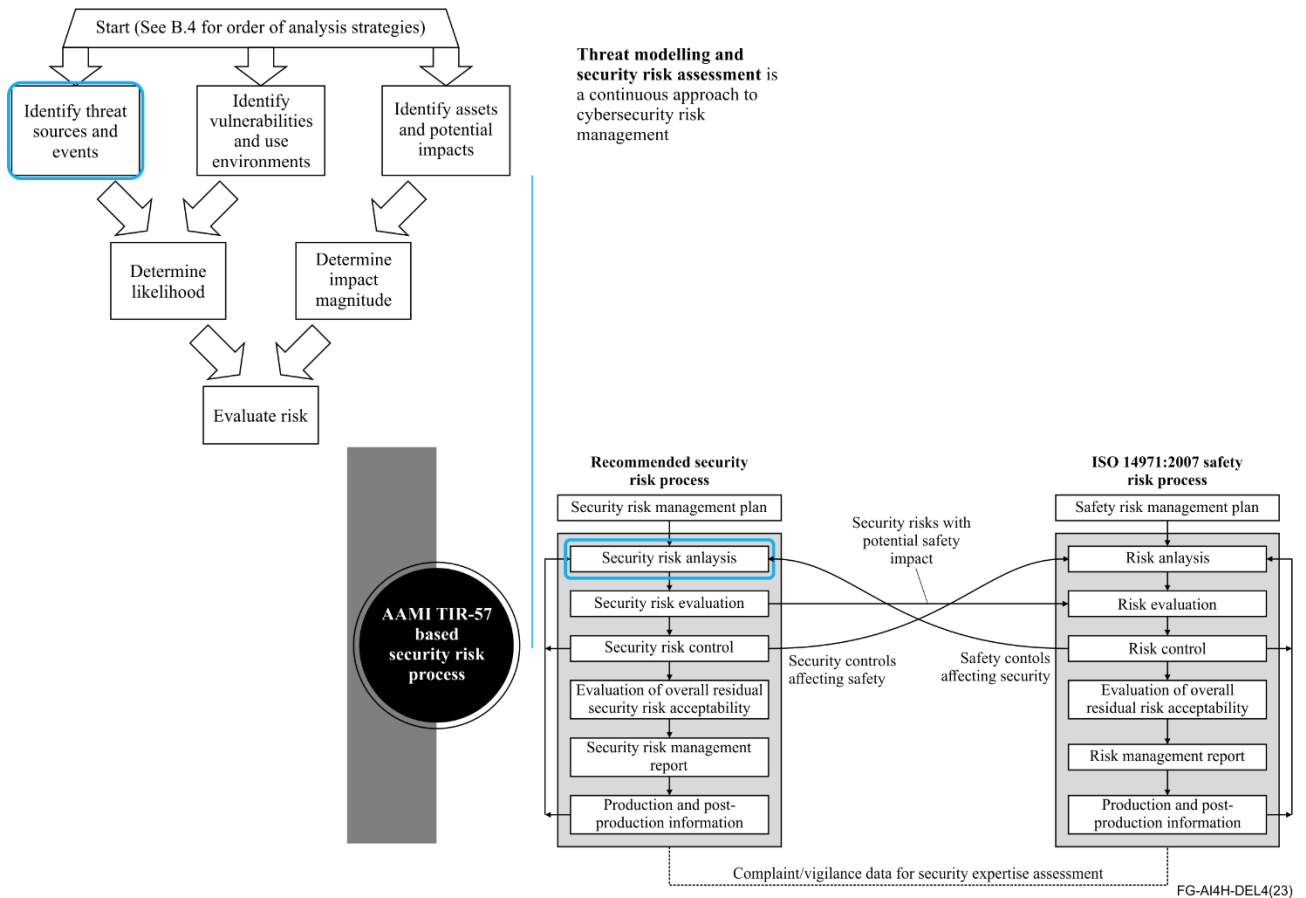 Start (See B.4 for order of analysis strategies)
Identify threat
sources and
events
Identify
vulnerabilities
and use
environments
Identify assets
and potential
impacts
Threat modelling and
security risk assessment is
a continuous approach to
cybersecurity risk
management
Determine
likelihood
Determine
impact
magnitude
Evaluate risk
AAMI TIR-57
based
security risk
process
Recommended security
risk process
Security risk management plan
Security risk anlaysis
Security risk evaluation
Security risk control
Evaluation of overall residual
security risk acceptability
Security risk management
report
Production and post-
production information
Security risks with
potential safety
impact
Security controls
affecting safety
Safety contols
affecting security
ISO 14971:2007 safety
risk process
Safety risk management plan
Risk anlaysis
Risk evaluation
Risk control
Evaluation of overall
residual risk acceptability
Risk management report
Production and post-
production information
Complaint/vigilance data for security expertise assessment
FG-AI4H-DEL4(23)